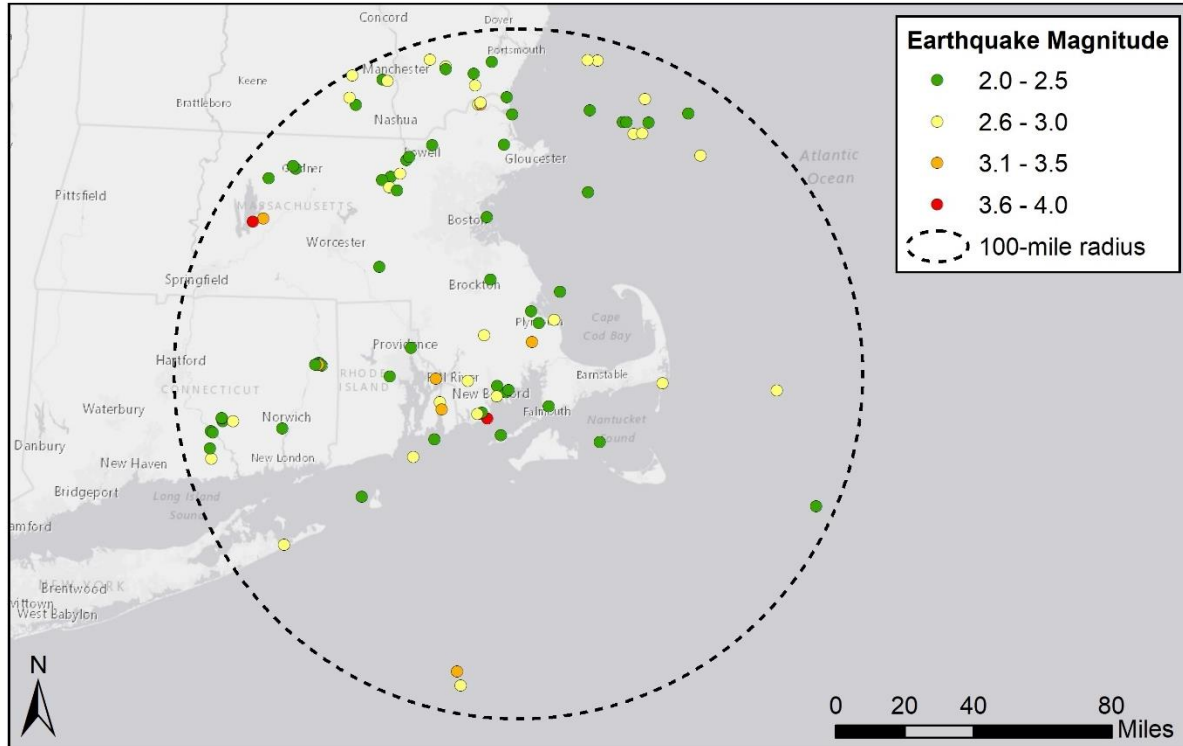 Concord
Dover
Portsmouth
Manchester
Keene
Brattleboro
Nashua
Lowell
Gloucester
Gardner
Pittsfield
MASSACHUSETTS
Boston
Worcester
Springfield
Brockton
Plymouth
Cape
Cod Bay
Providence
Hartford
CONNECTICUT
RHODE
ISLAND
Fall River
New Bedford
Barnstable
Falmouth
Nantucket
Sound
Waterbury
Norwich
Danbury
New Haven
New London
Bridgeport
Long Island
Sound
amford
NEW YORK
Brentwood
vittown
West Babylon
Atlantic
Ocean
Earthquake Magnitude
2.0 - 2.5
2.6 - 3.0
3.1 - 3.5
3.6 - 4.0
100-mile radius
N
0 20 40 80
Miles